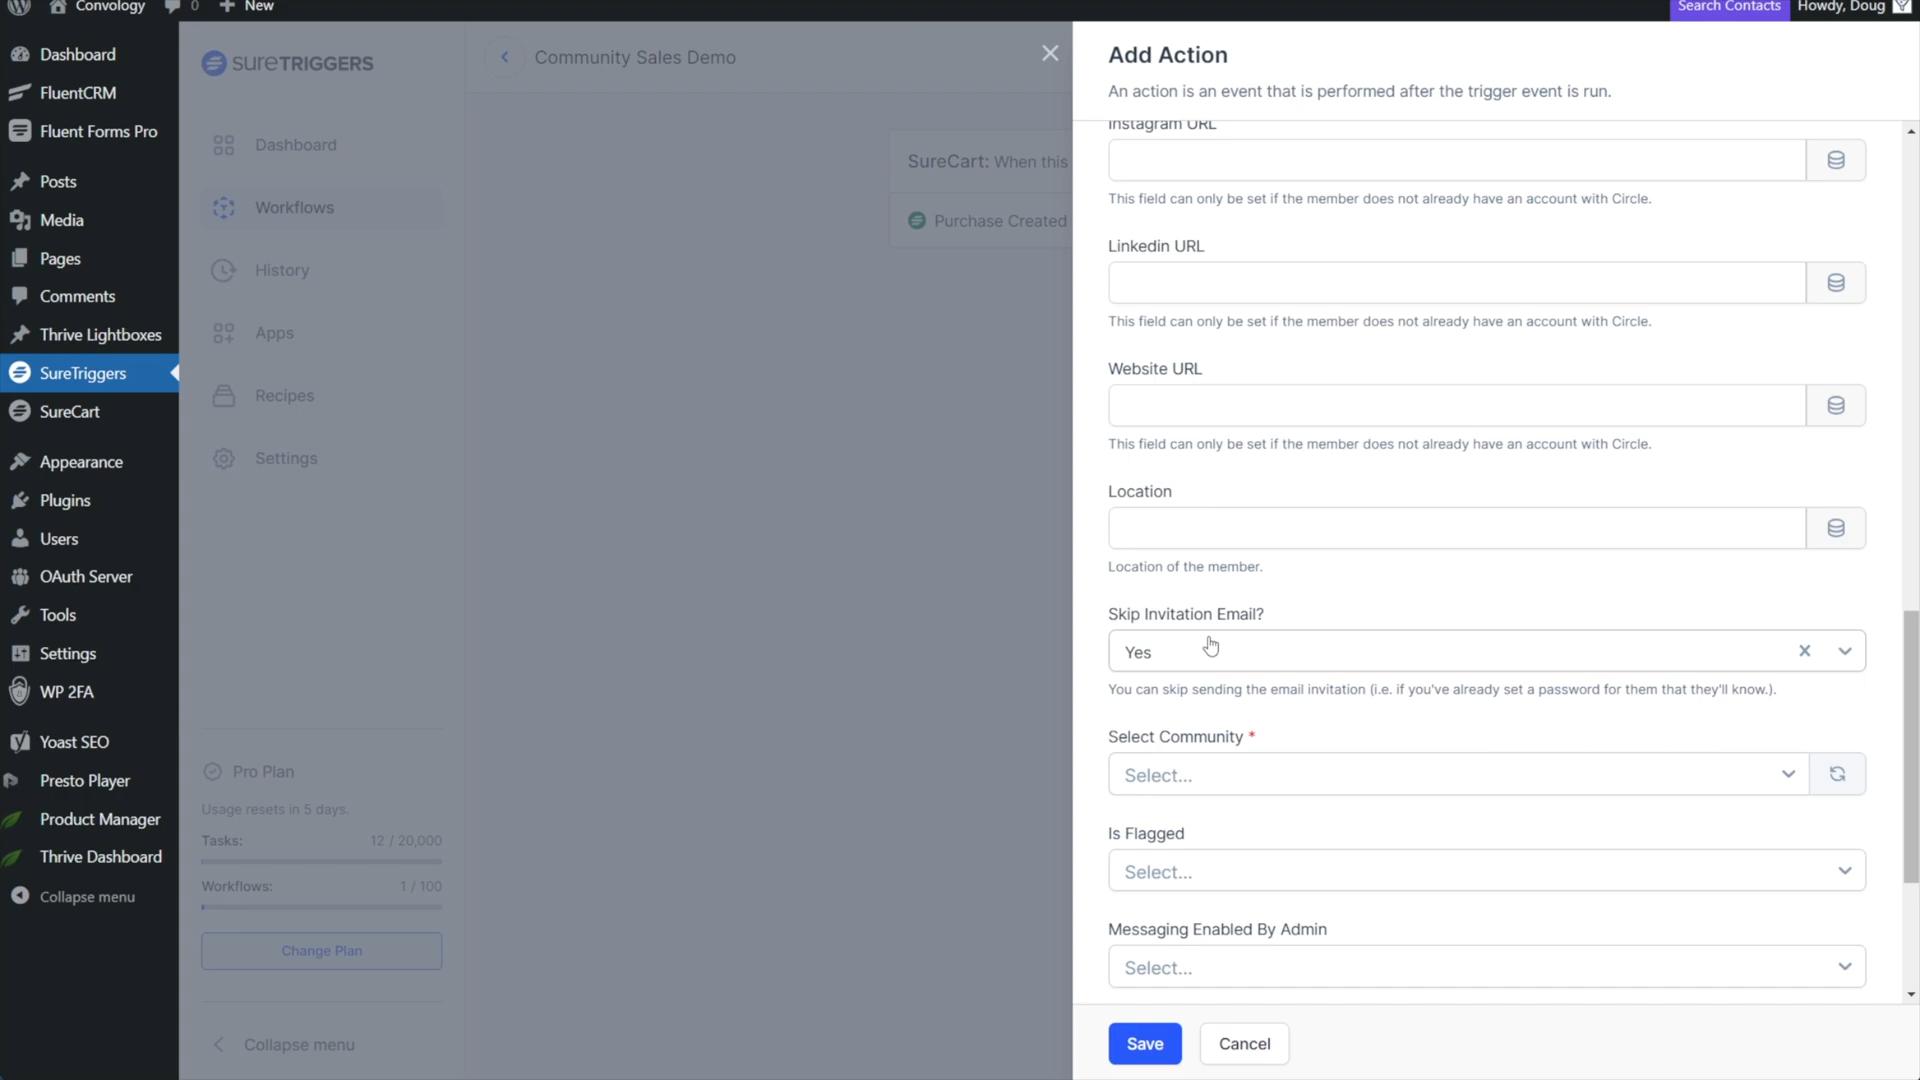 Convology
0
New
Search Contacts
Howdy, Doug
Dashboard
FluentCRM
Fluent Forms Pro
Posts
Media
Pages
Comments
Thrive Lightboxes
SureTriggers
SureCart
Appearance
Plugins
Users
OAuth Server
Tools
Settings
WP 2FA
Yoast SEO
Presto Player
Product Manager
Thrive Dashboard
Collapse menu
SureTRIGGERS
Dashboard
Workflows
History
Apps
Recipes
Settings
Pro Plan
Usage resets in 5 days.
Tasks: 12 / 20,000
Workflows: 1 / 100
Change Plan
Collapse menu
Community Sales Demo
SureCart: When this
Purchase Created
Add Action
An action is an event that is performed after the trigger event is run.
Instagram URL
This field can only be set if the member does not already have an account with Circle.
Linkedin URL
This field can only be set if the member does not already have an account with Circle.
Website URL
This field can only be set if the member does not already have an account with Circle.
Location
Location of the member.
Skip Invitation Email?
Yes
You can skip sending the email invitation (i.e. if you've already set a password for them that they'll know.).
Select Community *
Select...
Is Flagged
Select...
Messaging Enabled By Admin
Select...
Save
Cancel